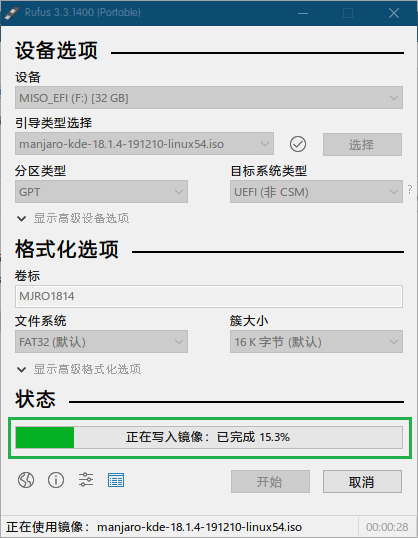 Rufus 3.3.1400 (Portable)
设备选项
设备
MISO_EFI (F:) [32 GB]
引导类型选择
manjaro-kde-18.1.4-191210-linux54.iso
选择
分区类型
目标系统类型
GPT
UEFI (非 CSM)
?
显示高级设备选项
格式化选项
卷标
MJRO1814
文件系统
簇大小
FAT32 (默认)
16 K 字节 (默认)
显示高级格式化选项
状态
正在写入镜像：已完成 15.3%
开始
取消
正在使用镜像：manjaro-kde-18.1.4-191210-linux54.iso
00:00:28